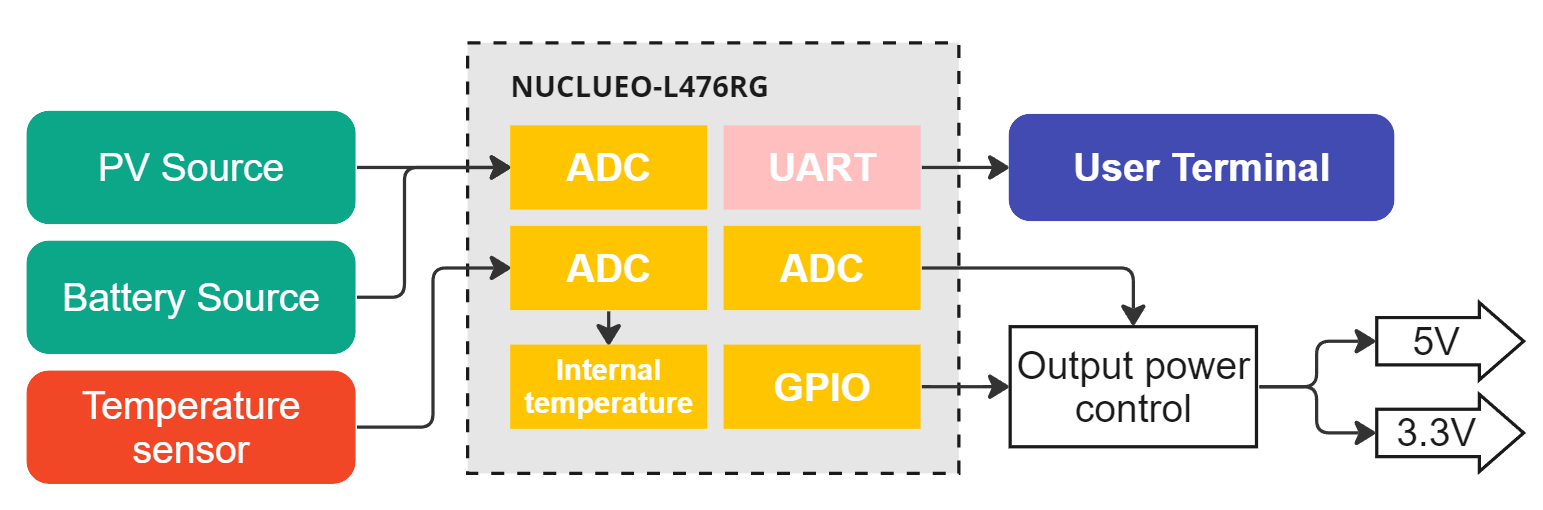 NUCLUEO-L476RG
PV Source
ADC
UART
User Terminal
Battery Source
ADC
ADC
Temperature
sensor
Internal
temperature
GPIO
Output power
control
5V
3.3V